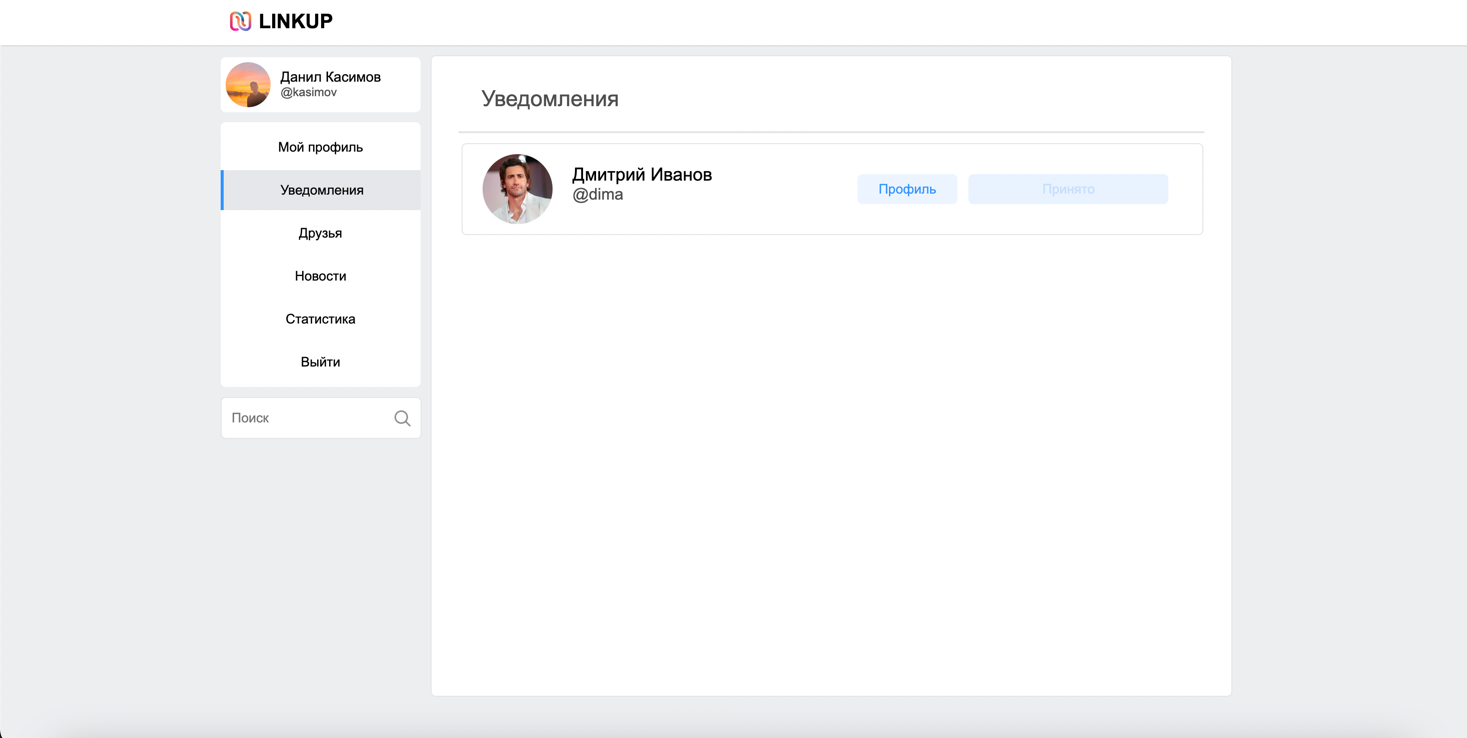 LINKUP
Данил Касимов
@kasimov
Мой профиль
Уведомления
Друзья
Новости
Статистика
Выйти
Поиск
Уведомления
Дмитрий Иванов
@dima
Профиль
Принято